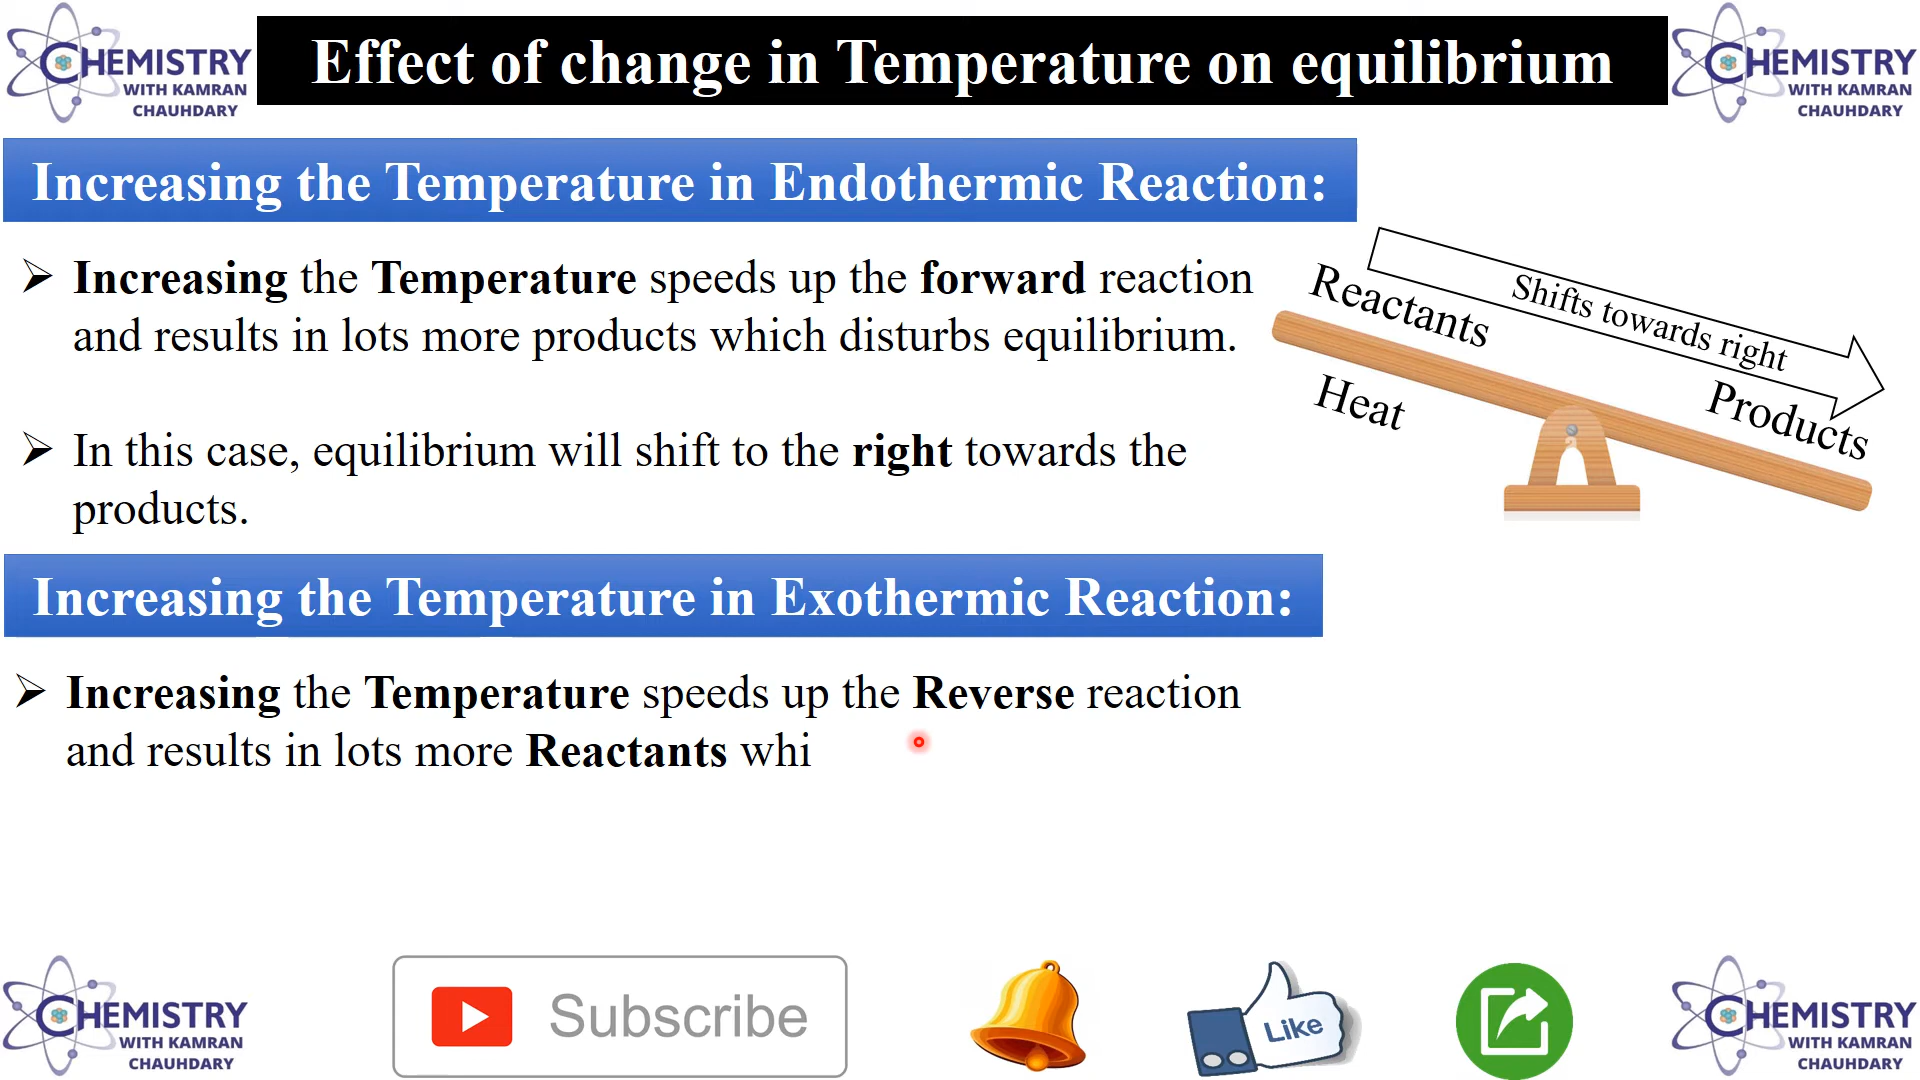 CHEMISTRY
WITH KAMRAN
CHAUHDARY
Effect of change in Temperature on equilibrium
CHEMISTRY
WITH KAMRAN
CHAUHDARY
Increasing the Temperature in Endothermic Reaction:
➢ Increasing the Temperature speeds up the forward reaction
and results in lots more products which disturbs equilibrium.
➢ In this case, equilibrium will shift to the right towards the
products.
Shifts towards right
Reactants
Heat
Products
Increasing the Temperature in Exothermic Reaction:
➢ Increasing the Temperature speeds up the Reverse reaction
and results in lots more Reactants whi
CHEMISTRY
WITH KAMRAN
CHAUHDARY
Subscribe
Like
CHEMISTRY
WITH KAMRAN
CHAUHDARY